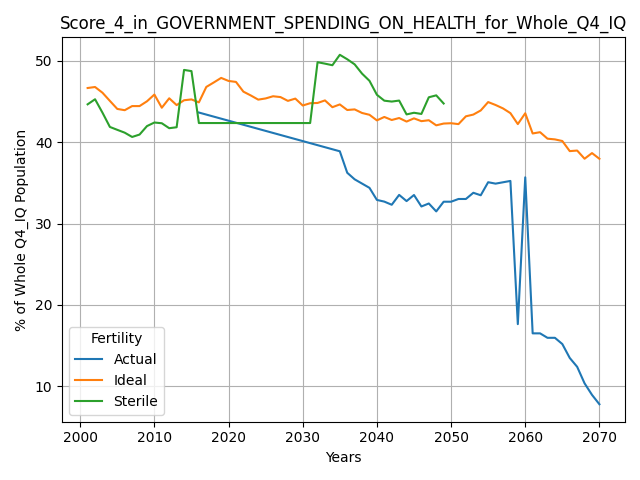 Score_4_in_GOVERNMENT_SPENDING_ON_HEALTH_for_Whole_Q4_IQ
50
40
30
20
10
% of Whole Q4_IQ Population
Fertility
Actual
Ideal
Sterile
2000 2010 2020 2030 2040 2050 2060 2070
Years